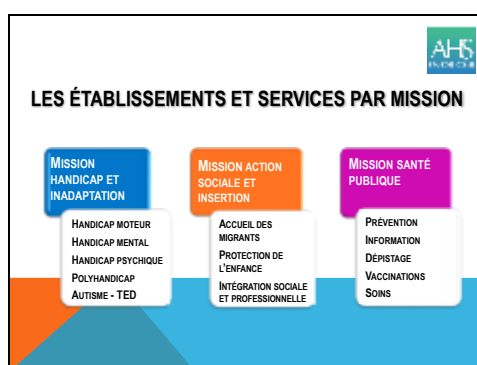 AHS
LES ÉTABLISSEMENTS ET SERVICES PAR MISSION
MISSION
HANDICAP ET
INADAPTATION
HANDICAP MOTEUR
HANDICAP MENTAL
HANDICAP PSYCHIQUE
POLYHANDICAP
AUTISME - TED
MISSION ACTION
SOCIALE ET
INSERTION
ACCUEIL DES
MIGRANTS
PROTECTION DE
L'ENFANCE
INTÉGRATION SOCIALE
ET PROFESSIONNELLE
MISSION SANTÉ
PUBLIQUE
PRÉVENTION
INFORMATION
DÉPISTAGE
VACCINATIONS
SOINS